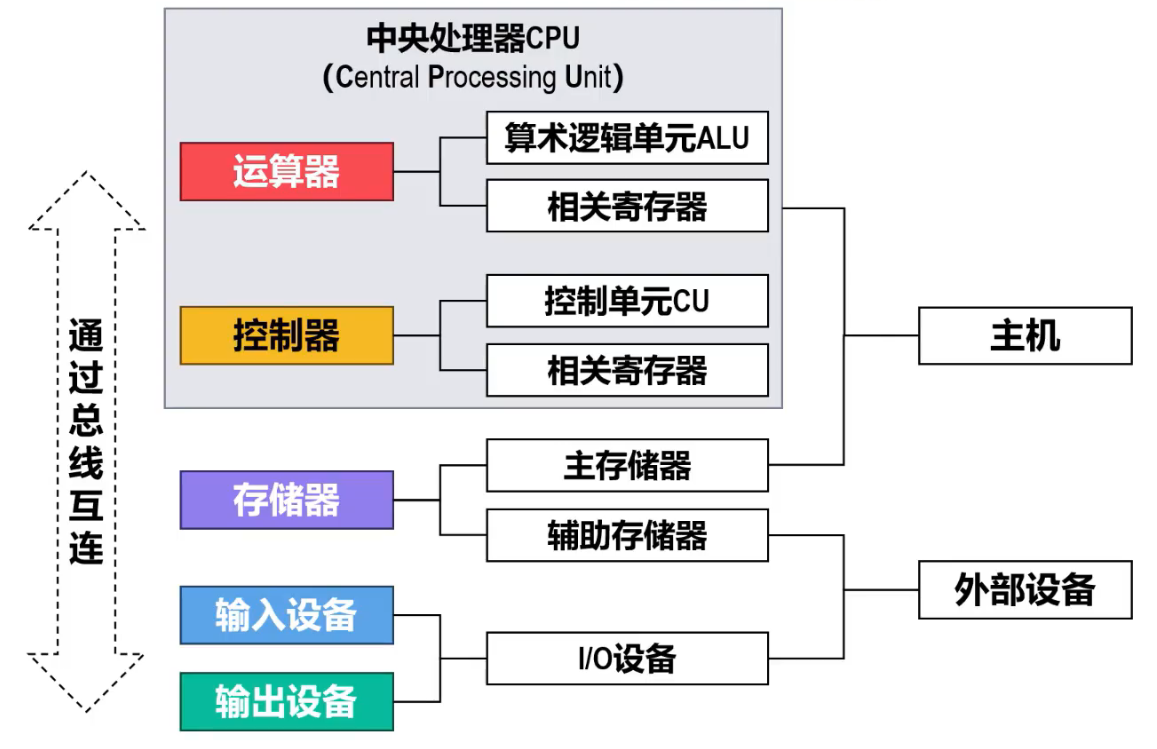 中央处理器CPU
（Central Processing Unit）
运算器
算术逻辑单元ALU
相关寄存器
控制器
控制单元CU
相关寄存器
主机
通过总线互连
存储器
主存储器
辅助存储器
外部设备
输入设备
I/O设备
输出设备